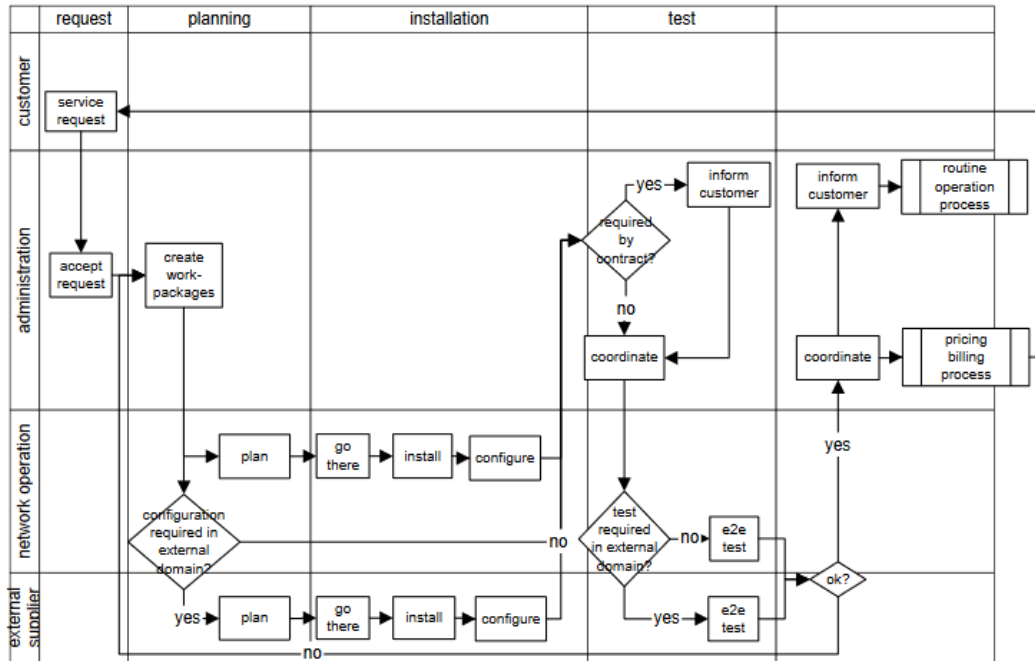 request
planning
installation
test
customer
service
request
administration
yes
inform
customer
inform
customer
routine
operation
process
required
by
contract?
accept
request
create
work-
packages
no
coordinate
coordinate
pricing
billing
process
network operation
yes
plan
go
there
install
configure
configuration
required in
external
domain?
no
test
required
in external
domain?
no
e2e
test
ok?
external
supplier
yes
plan
go
there
install
configure
yes
e2e
test
no